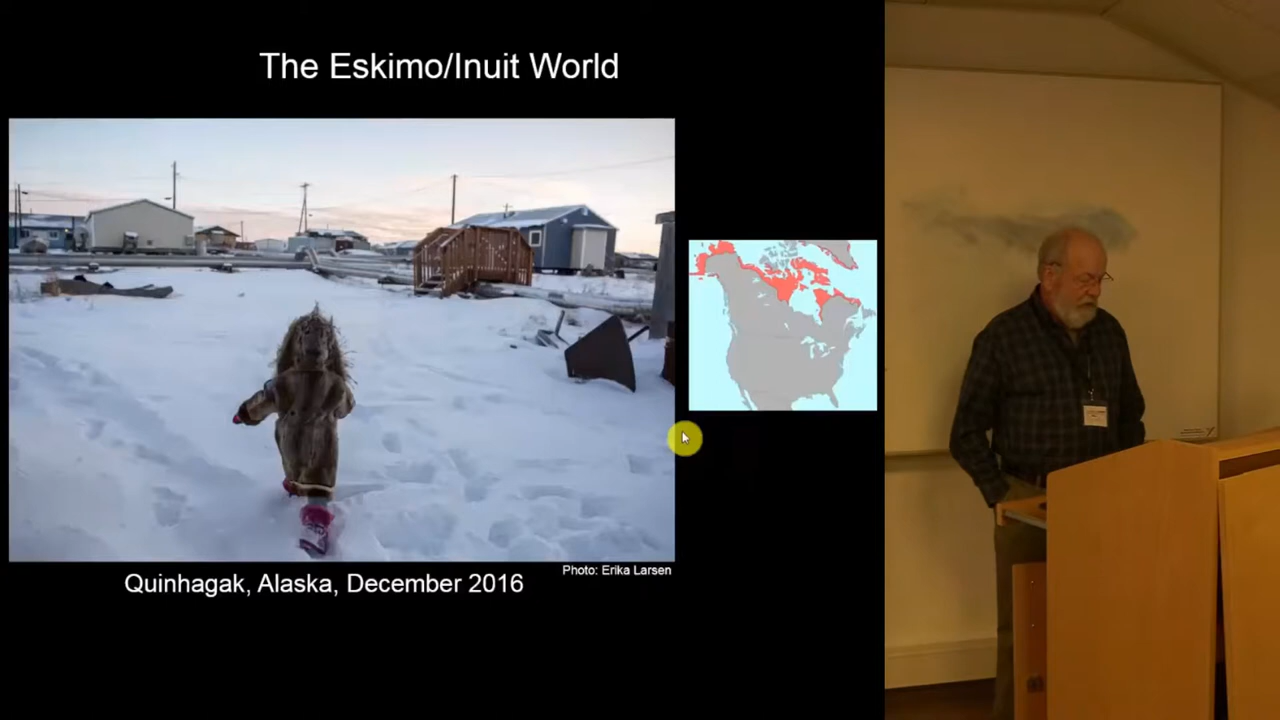 The Eskimo/Inuit World
Photo: Erika Larsen
Quinhagak, Alaska, December 2016